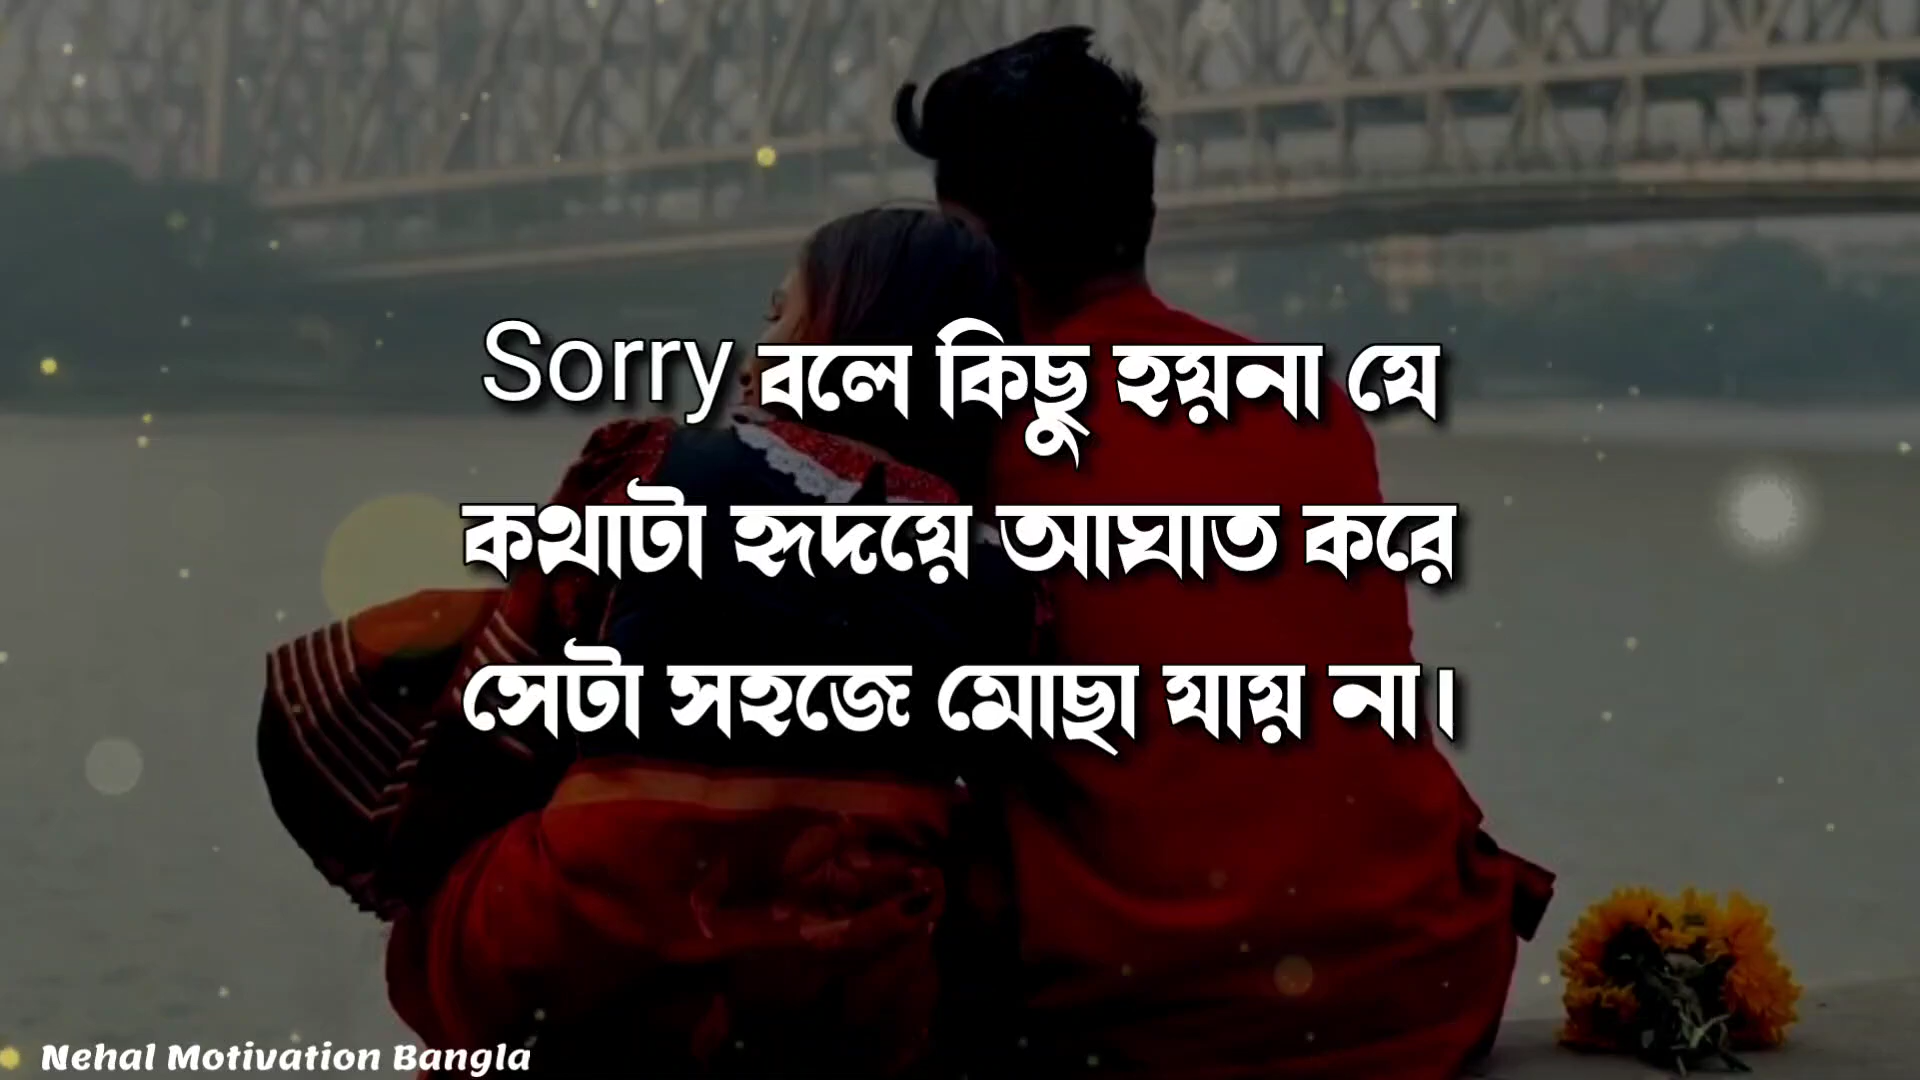 Sorry বলে কিছু হয়না যে
কথাটা হৃদয়ে আঘাত করে
সেটা সহজে মোছা যায় না।
Nehal Motivation Bangla